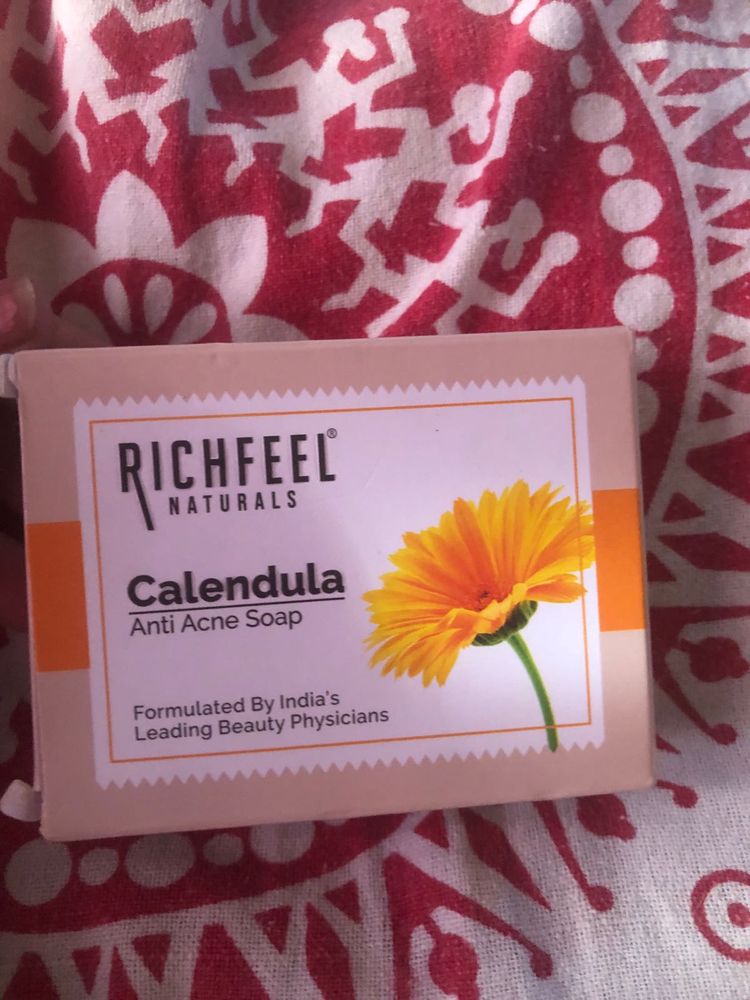 RICHFEEL®
NATURALS
Calendula
Anti Acne Soap
Formulated By India's
Leading Beauty Physicians